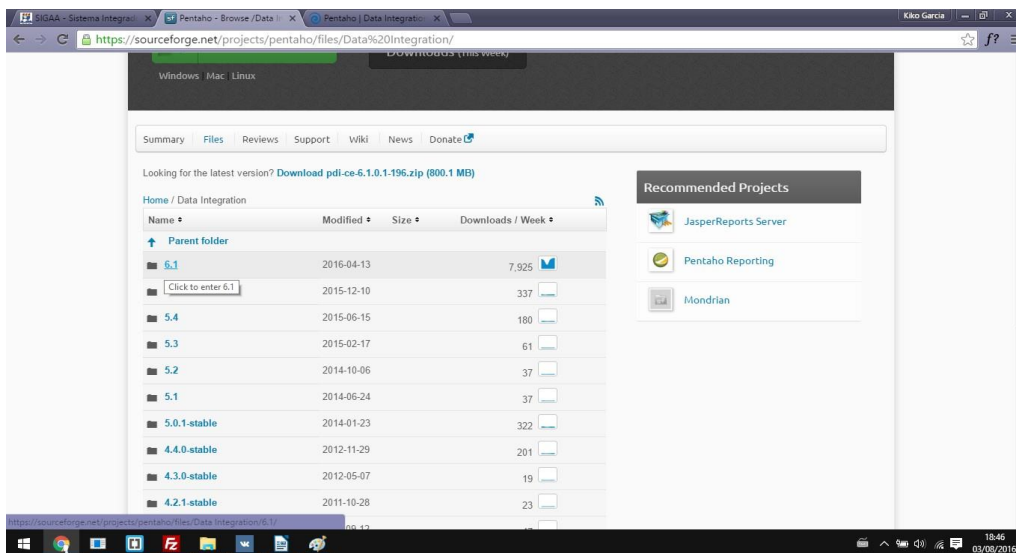 SIGAA - Sistema Integrad
Pentaho - Browse /Data In
Pentaho | Data Integration
Kiko Garcia
https://sourceforge.net/projects/pentaho/files/Data%20Integration/
f?
Downloads (This Week)
Windows Mac Linux
Summary Files Reviews Support Wiki News Donate
Looking for the latest version? Download pdi-ce-6.1.0.1-196.zip (800.1 MB)
Home / Data Integration
Name Modified Size Downloads / Week
Parent folder
6.1 2016-04-13 7,925
Click to enter 6.1 2015-12-10 337
5.4 2015-06-15 180
5.3 2015-02-17 61
5.2 2014-10-06 37
5.1 2014-06-24 37
5.0.1-stable 2014-01-23 322
4.4.0-stable 2012-11-29 201
4.3.0-stable 2012-05-07 19
4.2.1-stable 2011-10-28 23
Recommended Projects
JasperReports Server
Pentaho Reporting
Mondrian
https://sourceforge.net/projects/pentaho/files/Data Integration/6.1/
18:46
03/08/2016